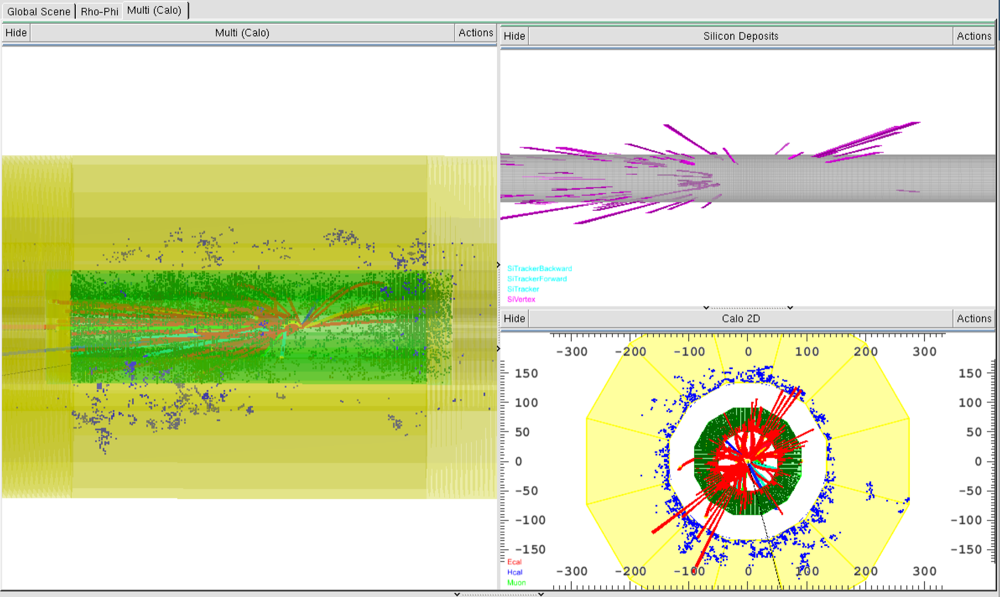 Global Scene Rho-Phi Multi (Calo)
Hide Multi (Calo) Actions
Hide Silicon Deposits Actions
SiTrackerBackward
SiTrackerForward
SiTracker
SiVertex
Hide Calo 2D Actions
-300 -200 -100 0 100 200 300
150 150
100 100
50 50
0 0
-50 -50
-100 -100
-150 -150
Ecal
Hcal
Muon
-300 -200 -100 0 100 200 300